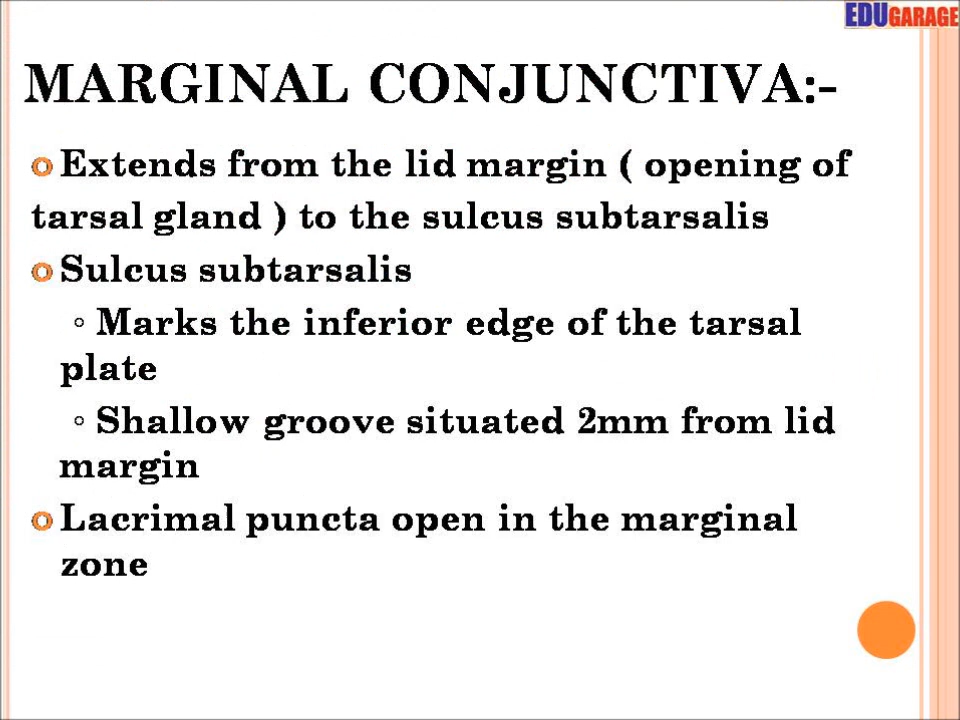 EDUGARAGE
MARGINAL CONJUNCTIVA:-
Extends from the lid margin ( opening of
tarsal gland ) to the sulcus subtarsalis
Sulcus subtarsalis
Marks the inferior edge of the tarsal
plate
Shallow groove situated 2mm from lid
margin
Lacrimal puncta open in the marginal
zone